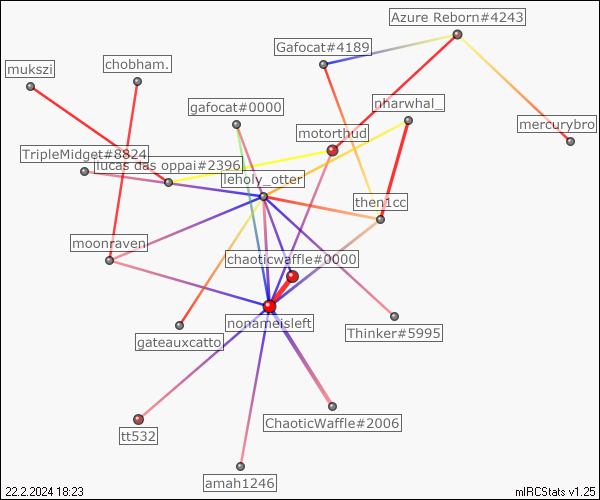 Azure Reborn#4243
Gafocat#4189
chobham.
mukszi
gafocat#0000
nharwhal_
mercurybro
motorthud
TripleMidget#8824
lucas das oppai#2396
leholy_otter
then1cc
moonraven
chaoticwaffle#0000
nonameisleft
Thinker#5995
gateauxcatto
ChaoticWaffle#2006
tt532
amah1246
22.2.2024 18:23
mIRCStats v1.25